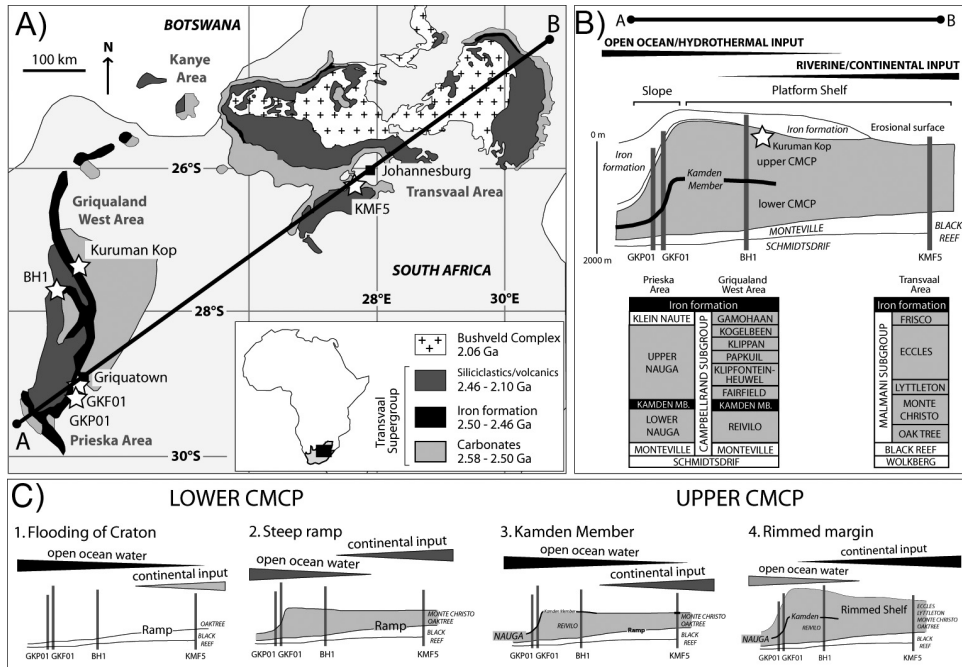 A)
BOTSWANA
B
N
100 km
Kanye
Area
26°S
Johannesburg
Transvaal Area
KMF5
Griqualand
West Area
Kuruman Kop
BH1
SOUTH AFRICA
28°S
28°E
30°E
Griquatown
GKF01
GKP01
A
Prieska Area
30°S
Bushveld Complex
2.06 Ga
Siliciclastics/volcanics
2.46 - 2.10 Ga
Iron formation
2.50 - 2.46 Ga
Carbonates
2.58 - 2.50 Ga
Transvaal
Supergroup
B)
A
B
OPEN OCEAN/HYDROTHERMAL INPUT
RIVERINE/CONTINENTAL INPUT
Slope
Platform Shelf
0 m
Iron formation
Erosional surface
Kuruman Kop
Iron
formation
upper CMCP
Kamden
Member
lower CMCP
MONTEVILLE
SCHMIDTSDRIF
BLACK
REEF
2000 m
GKP01
GKF01
BH1
KMF5
Prieska
Area
Griqualand
West Area
Transvaal
Area
Iron formation
Iron formation
KLEIN NAUTE
GAMOHAAN
FRISCO
KOGELBEEN
UPPER
NAUGA
KLIPPAN
ECCLES
PAPKUIL
KLIPFONTEIN-
HEUWEL
FAIRFIELD
LYTTLETON
KAMDEN MB.
KAMDEN MB.
MONTE
CHRISTO
LOWER
NAUGA
REIVILO
OAK TREE
MONTEVILLE
MONTEVILLE
BLACK REEF
SCHMIDTSDRIF
WOLKBERG
CAMPBELLRAND SUBGROUP
MALMANI SUBGROUP
C)
LOWER CMCP
UPPER CMCP
1. Flooding of Craton
open ocean water
continental input
Ramp
OAKTREE
BLACK
REEF
GKP01
GKF01
BH1
KMF5
2. Steep ramp
continental input
open ocean water
Ramp
MONTE CHRISTO
OAKTREE
BLACK
REEF
GKP01
GKF01
BH1
KMF5
3. Kamden Member
open ocean water
continental input
Kamden Member
REIVILO
NAUGA
Ramp
MONTE CHRISTO
OAKTREE
BLACK
REEF
GKP01
GKF01
BH1
KMF5
4. Rimmed margin
continental input
open ocean water
Rimmed Shelf
Kamden
REIVILO
NAUGA
ECCLES
LYTTLETON
MONTE CHRISTO
OAKTREE
BLACK
REEF
GKP01
GKF01
BH1
KMF5